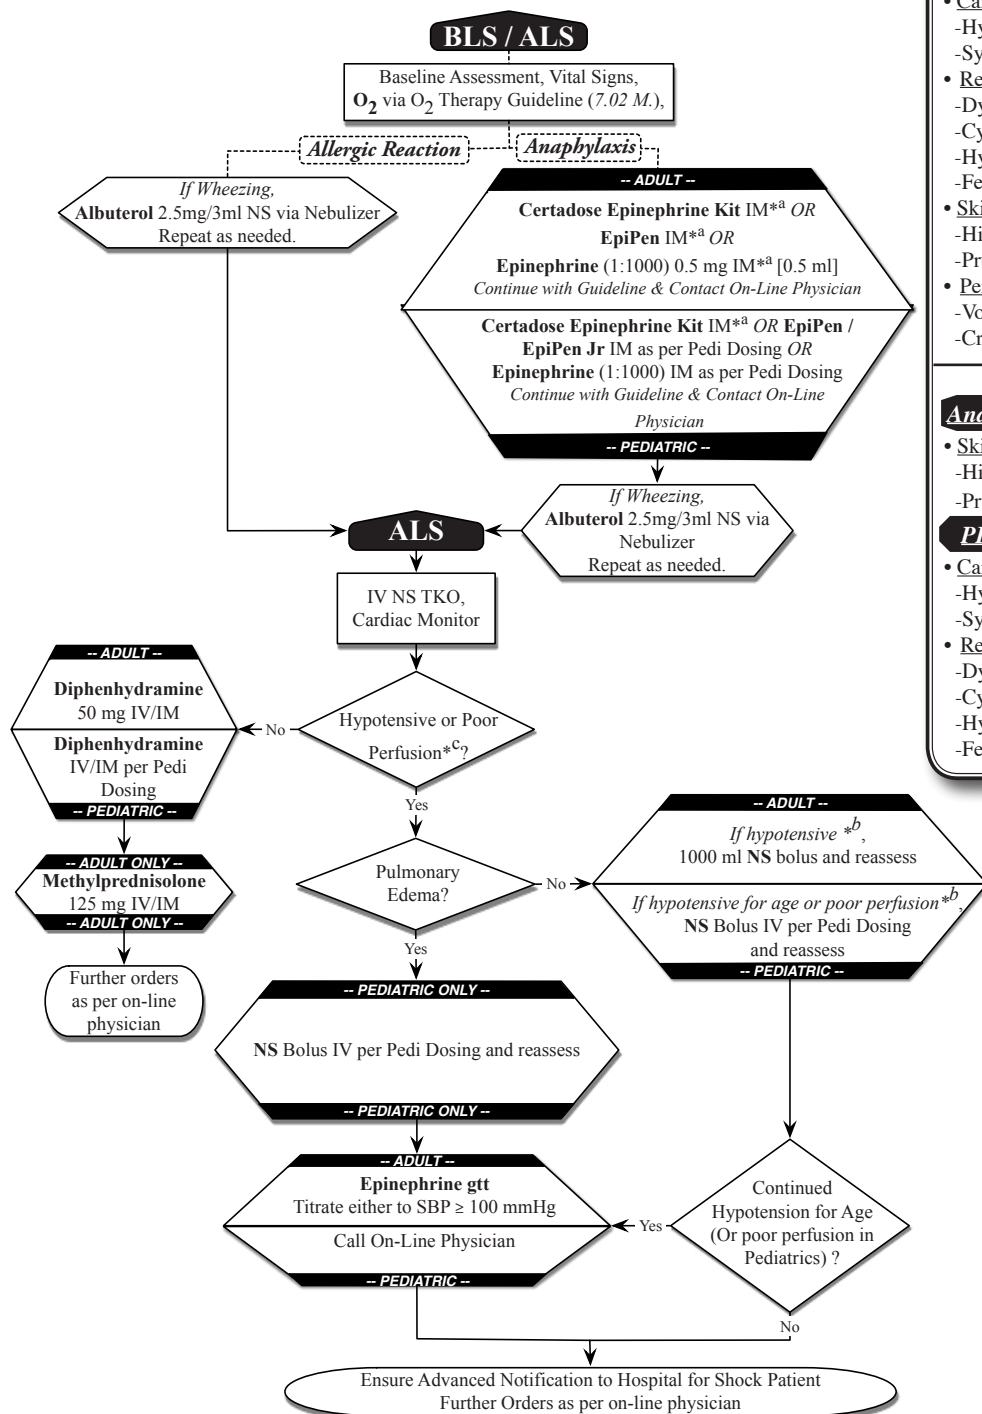 BLS / ALS
Baseline Assessment, Vital Signs,
O2 via O2 Therapy Guideline (7.02 M.),
Allergic Reaction
Anaphylaxis
If Wheezing,
Albuterol 2.5mg/3ml NS via Nebulizer
Repeat as needed.
-- ADULT --
Certadose Epinephrine Kit IM*a OR
EpiPen IM*a OR
Epinephrine (1:1000) 0.5 mg IM*a [0.5 ml]
Continue with Guideline & Contact On-Line Physician
Certadose Epinephrine Kit IM*a OR EpiPen /
EpiPen Jr IM as per Pedi Dosing OR
Epinephrine (1:1000) IM as per Pedi Dosing
Continue with Guideline & Contact On-Line
Physician
-- PEDIATRIC --
If Wheezing,
Albuterol 2.5mg/3ml NS via
Nebulizer
Repeat as needed.
ALS
IV NS TKO,
Cardiac Monitor
Hypotensive or Poor
Perfusion*c?
No
Yes
-- ADULT --
Diphenhydramine
50 mg IV/IM
Diphenhydramine
IV/IM per Pedi
Dosing
-- PEDIATRIC --
-- ADULT ONLY --
Methylprednisolone
125 mg IV/IM
-- ADULT ONLY --
Further orders
as per on-line
physician
Pulmonary
Edema?
No
Yes
-- ADULT --
If hypotensive *b,
1000 ml NS bolus and reassess
If hypotensive for age or poor perfusion*b,
NS Bolus IV per Pedi Dosing
and reassess
-- PEDIATRIC --
-- PEDIATRIC ONLY --
NS Bolus IV per Pedi Dosing and reassess
-- PEDIATRIC ONLY --
-- ADULT --
Epinephrine gtt
Titrate either to SBP ≥ 100 mmHg
Call On-Line Physician
-- PEDIATRIC --
Continued
Hypotension for Age
(Or poor perfusion in
Pediatrics) ?
Yes
No
Ensure Advanced Notification to Hospital for Shock Patient
Further Orders as per on-line physician